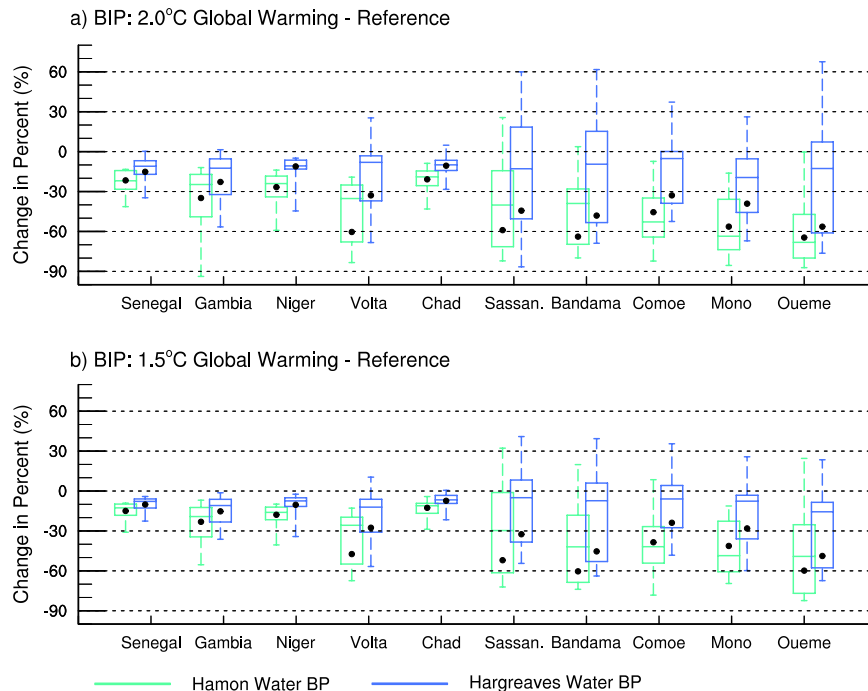 a) BIP: 2.0°C Global Warming - Reference
Change in Percent (%)
60
30
0
-30
-60
-90
Senegal Gambia Niger Volta Chad Sassan. Bandama Comoe Mono Oueme
b) BIP: 1.5°C Global Warming - Reference
Change in Percent (%)
60
30
0
-30
-60
-90
Senegal Gambia Niger Volta Chad Sassan. Bandama Comoe Mono Oueme
Hamon Water BP Hargreaves Water BP